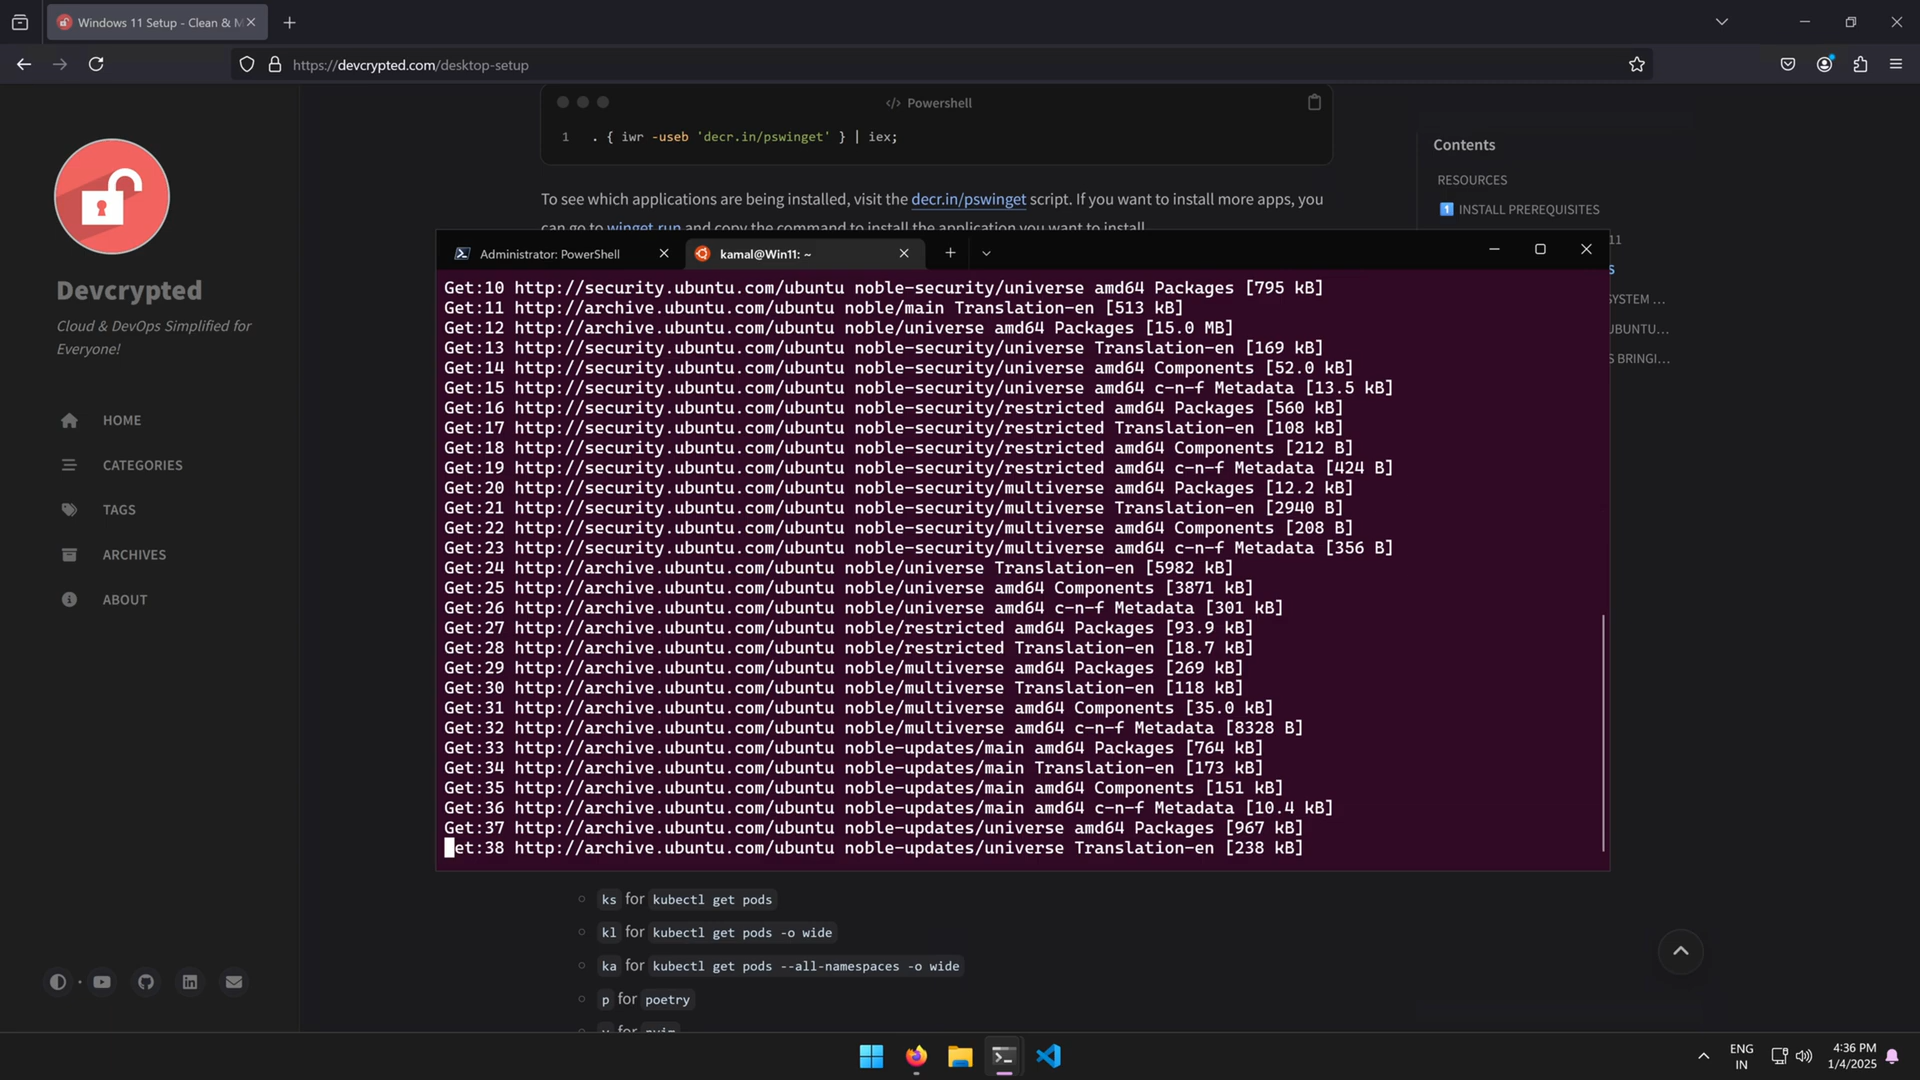 Windows 11 Setup - Clean & M
https://devcrypted.com/desktop-setup
</> Powershell
1 . { iwr -useb 'decr.in/pswinget' } | iex;
To see which applications are being installed, visit the decr.in/pswinget script. If you want to install more apps, you
can go to winget.run and copy the command to install the application you want to install
Devcrypted
Cloud & DevOps Simplified for
Everyone!
HOME
CATEGORIES
TAGS
ARCHIVES
ABOUT
Contents
RESOURCES
1 INSTALL PREREQUISITES
11
S
SYSTEM ...
UBUNTU...
S BRINGI...
Administrator: PowerShell
kamal@Win11: ~
Get:10 http://security.ubuntu.com/ubuntu noble-security/universe amd64 Packages [795 kB]
Get:11 http://archive.ubuntu.com/ubuntu noble/main Translation-en [513 kB]
Get:12 http://archive.ubuntu.com/ubuntu noble/universe amd64 Packages [15.0 MB]
Get:13 http://security.ubuntu.com/ubuntu noble-security/universe Translation-en [169 kB]
Get:14 http://security.ubuntu.com/ubuntu noble-security/universe amd64 Components [52.0 kB]
Get:15 http://security.ubuntu.com/ubuntu noble-security/universe amd64 c-n-f Metadata [13.5 kB]
Get:16 http://security.ubuntu.com/ubuntu noble-security/restricted amd64 Packages [560 kB]
Get:17 http://security.ubuntu.com/ubuntu noble-security/restricted Translation-en [108 kB]
Get:18 http://security.ubuntu.com/ubuntu noble-security/restricted amd64 Components [212 B]
Get:19 http://security.ubuntu.com/ubuntu noble-security/restricted amd64 c-n-f Metadata [424 B]
Get:20 http://security.ubuntu.com/ubuntu noble-security/multiverse amd64 Packages [12.2 kB]
Get:21 http://security.ubuntu.com/ubuntu noble-security/multiverse Translation-en [2940 B]
Get:22 http://security.ubuntu.com/ubuntu noble-security/multiverse amd64 Components [208 B]
Get:23 http://security.ubuntu.com/ubuntu noble-security/multiverse amd64 c-n-f Metadata [356 B]
Get:24 http://archive.ubuntu.com/ubuntu noble/universe Translation-en [5982 kB]
Get:25 http://archive.ubuntu.com/ubuntu noble/universe amd64 Components [3871 kB]
Get:26 http://archive.ubuntu.com/ubuntu noble/universe amd64 c-n-f Metadata [301 kB]
Get:27 http://archive.ubuntu.com/ubuntu noble/restricted amd64 Packages [93.9 kB]
Get:28 http://archive.ubuntu.com/ubuntu noble/restricted Translation-en [18.7 kB]
Get:29 http://archive.ubuntu.com/ubuntu noble/multiverse amd64 Packages [269 kB]
Get:30 http://archive.ubuntu.com/ubuntu noble/multiverse Translation-en [118 kB]
Get:31 http://archive.ubuntu.com/ubuntu noble/multiverse amd64 Components [35.0 kB]
Get:32 http://archive.ubuntu.com/ubuntu noble/multiverse amd64 c-n-f Metadata [8328 B]
Get:33 http://archive.ubuntu.com/ubuntu noble-updates/main amd64 Packages [764 kB]
Get:34 http://archive.ubuntu.com/ubuntu noble-updates/main Translation-en [173 kB]
Get:35 http://archive.ubuntu.com/ubuntu noble-updates/main amd64 Components [151 kB]
Get:36 http://archive.ubuntu.com/ubuntu noble-updates/main amd64 c-n-f Metadata [10.4 kB]
Get:37 http://archive.ubuntu.com/ubuntu noble-updates/universe amd64 Packages [967 kB]
et:38 http://archive.ubuntu.com/ubuntu noble-updates/universe Translation-en [238 kB]
ks for kubectl get pods
kl for kubectl get pods -o wide
ka for kubectl get pods --all-namespaces -o wide
p for poetry
for
ENG
IN
4:36 PM
1/4/2025